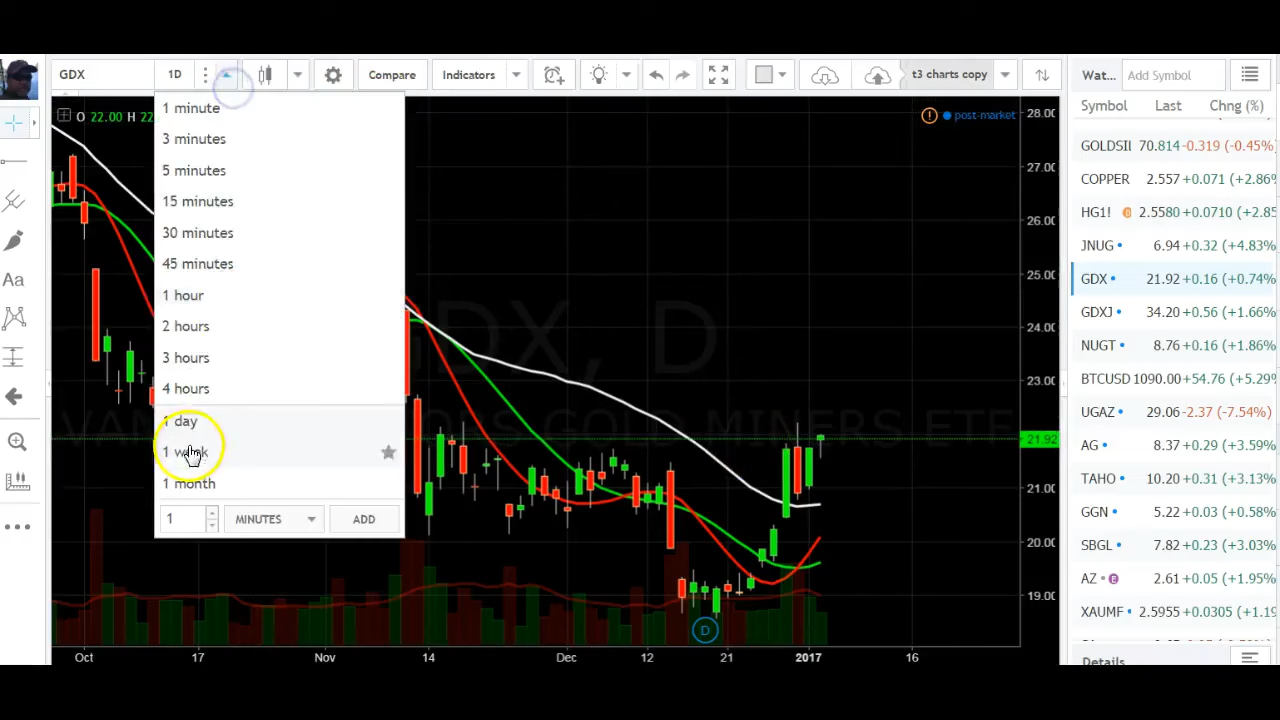 GDX 1D Compare Indicators t3 charts copy Wat... Add Symbol
Symbol Last Chng (%)
O 22.00 H 22
post-market
1 minute
3 minutes
5 minutes
15 minutes
30 minutes
45 minutes
1 hour
2 hours
3 hours
4 hours
1 day
1 week
1 month
1 MINUTES ADD
Aa
GDX, D
GOLD MINERS ETF
28.00
27.00
26.00
25.00
24.00
23.00
21.92
21.00
20.00
19.00
D
Oct 17 Nov 14 Dec 12 21 2017 16
GOLDSIL 70.814 -0.319 (-0.45%)
COPPER 2.557 +0.071 (+2.86%
HG1! D 2.5580 +0.0710 (+2.85
JNUG 6.94 +0.32 (+4.83%)
GDX 21.92 +0.16 (+0.74%)
GDXJ 34.20 +0.56 (+1.66%)
NUGT 8.76 +0.16 (+1.86%)
BTCUSD 1090.00 +54.76 (+5.29%
UGAZ 29.06 -2.37 (-7.54%)
AG 8.37 +0.29 (+3.59%)
TAHO 10.20 +0.31 (+3.13%)
GGN 5.22 +0.03 (+0.58%)
SBGL 7.82 +0.23 (+3.03%)
AZ E 2.61 +0.05 (+1.95%)
XAUMF 2.5955 +0.0305 (+1.19
Details